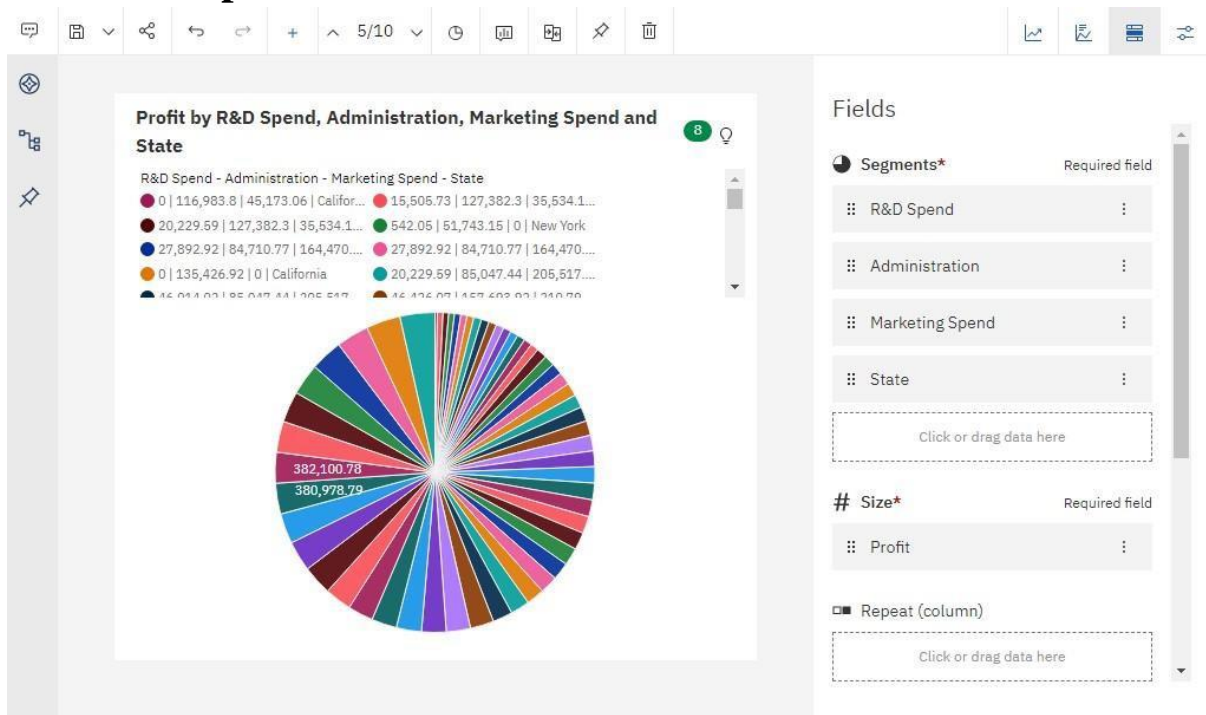 5/10
Profit by R&D Spend, Administration, Marketing Spend and
State
8
R&D Spend - Administration - Marketing Spend - State
0 | 116,983.8 | 45,173.06 | Califor...
15,505.73 | 127,382.3 | 35,534.1...
20,229.59 | 127,382.3 | 35,534.1...
542.05 | 51,743.15 | 0 | New York
27,892.92 | 84,710.77 | 164,470....
27,892.92 | 84,710.77 | 164,470....
0 | 135,426.92 | 0 | California
20,229.59 | 85,047.44 | 205,517....
382,100.78
380,978.79
Fields
Segments*
Required field
R&D Spend
Administration
Marketing Spend
State
Click or drag data here
# Size*
Required field
Profit
Repeat (column)
Click or drag data here